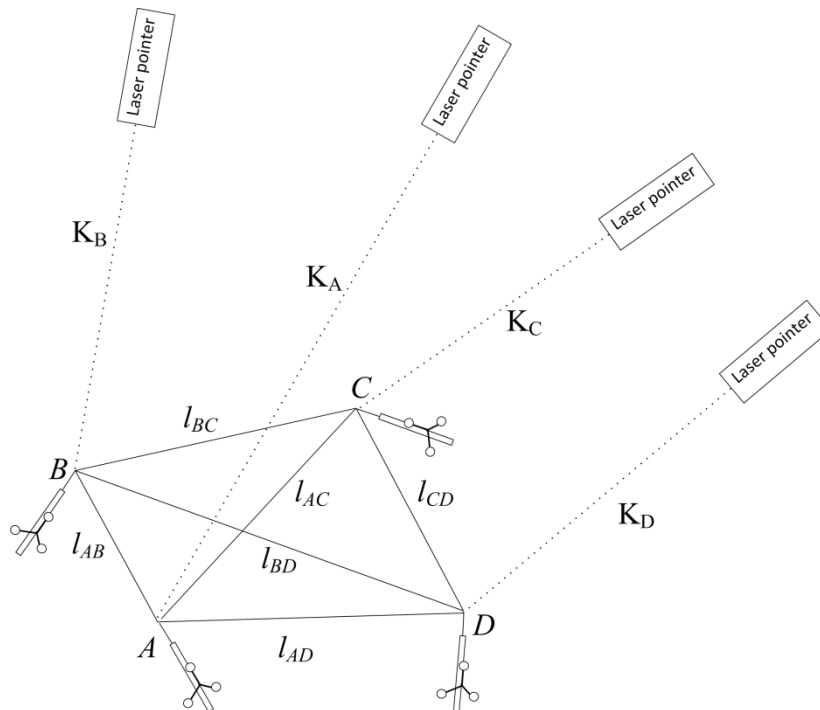 Laser pointer
Laser pointer
Laser pointer
Laser pointer
K_B
K_A
K_C
K_D
C
l_BC
B
l_AC
l_CD
l_AB
l_BD
D
A
l_AD